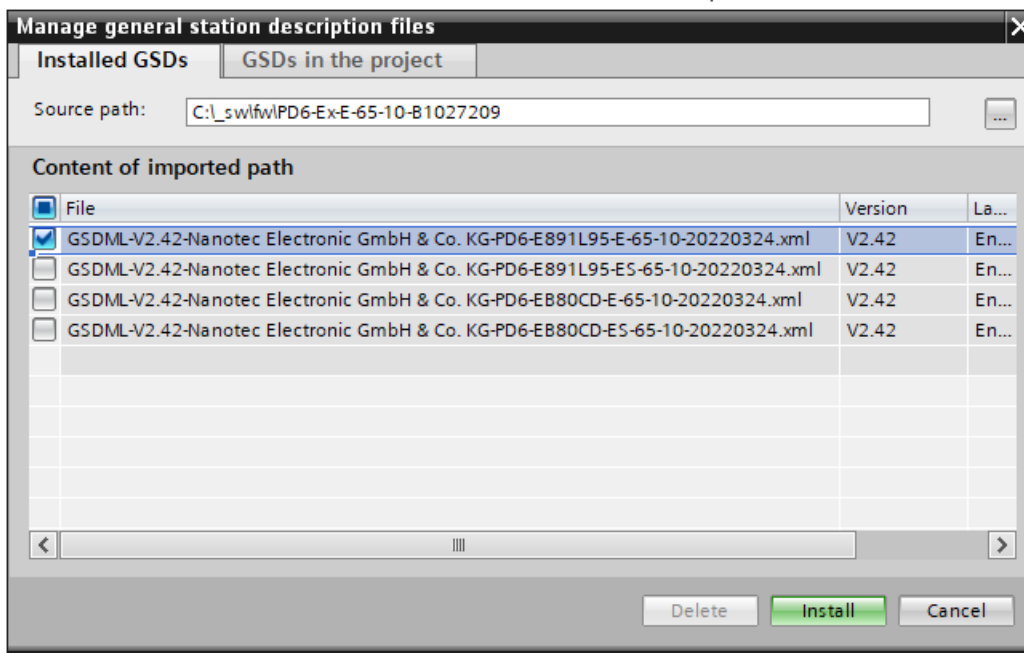 Manage general station description files
Installed GSDs GSDs in the project
Source path: C:\_sw\fw\PD6-Ex-E-65-10-B1027209 ...
Content of imported path
File Version La...
GSDML-V2.42-Nanotec Electronic GmbH & Co. KG-PD6-E891L95-E-65-10-20220324.xml V2.42 En...
GSDML-V2.42-Nanotec Electronic GmbH & Co. KG-PD6-E891L95-ES-65-10-20220324.xml V2.42 En...
GSDML-V2.42-Nanotec Electronic GmbH & Co. KG-PD6-EB80CD-E-65-10-20220324.xml V2.42 En...
GSDML-V2.42-Nanotec Electronic GmbH & Co. KG-PD6-EB80CD-ES-65-10-20220324.xml V2.42 En...
Delete Install Cancel